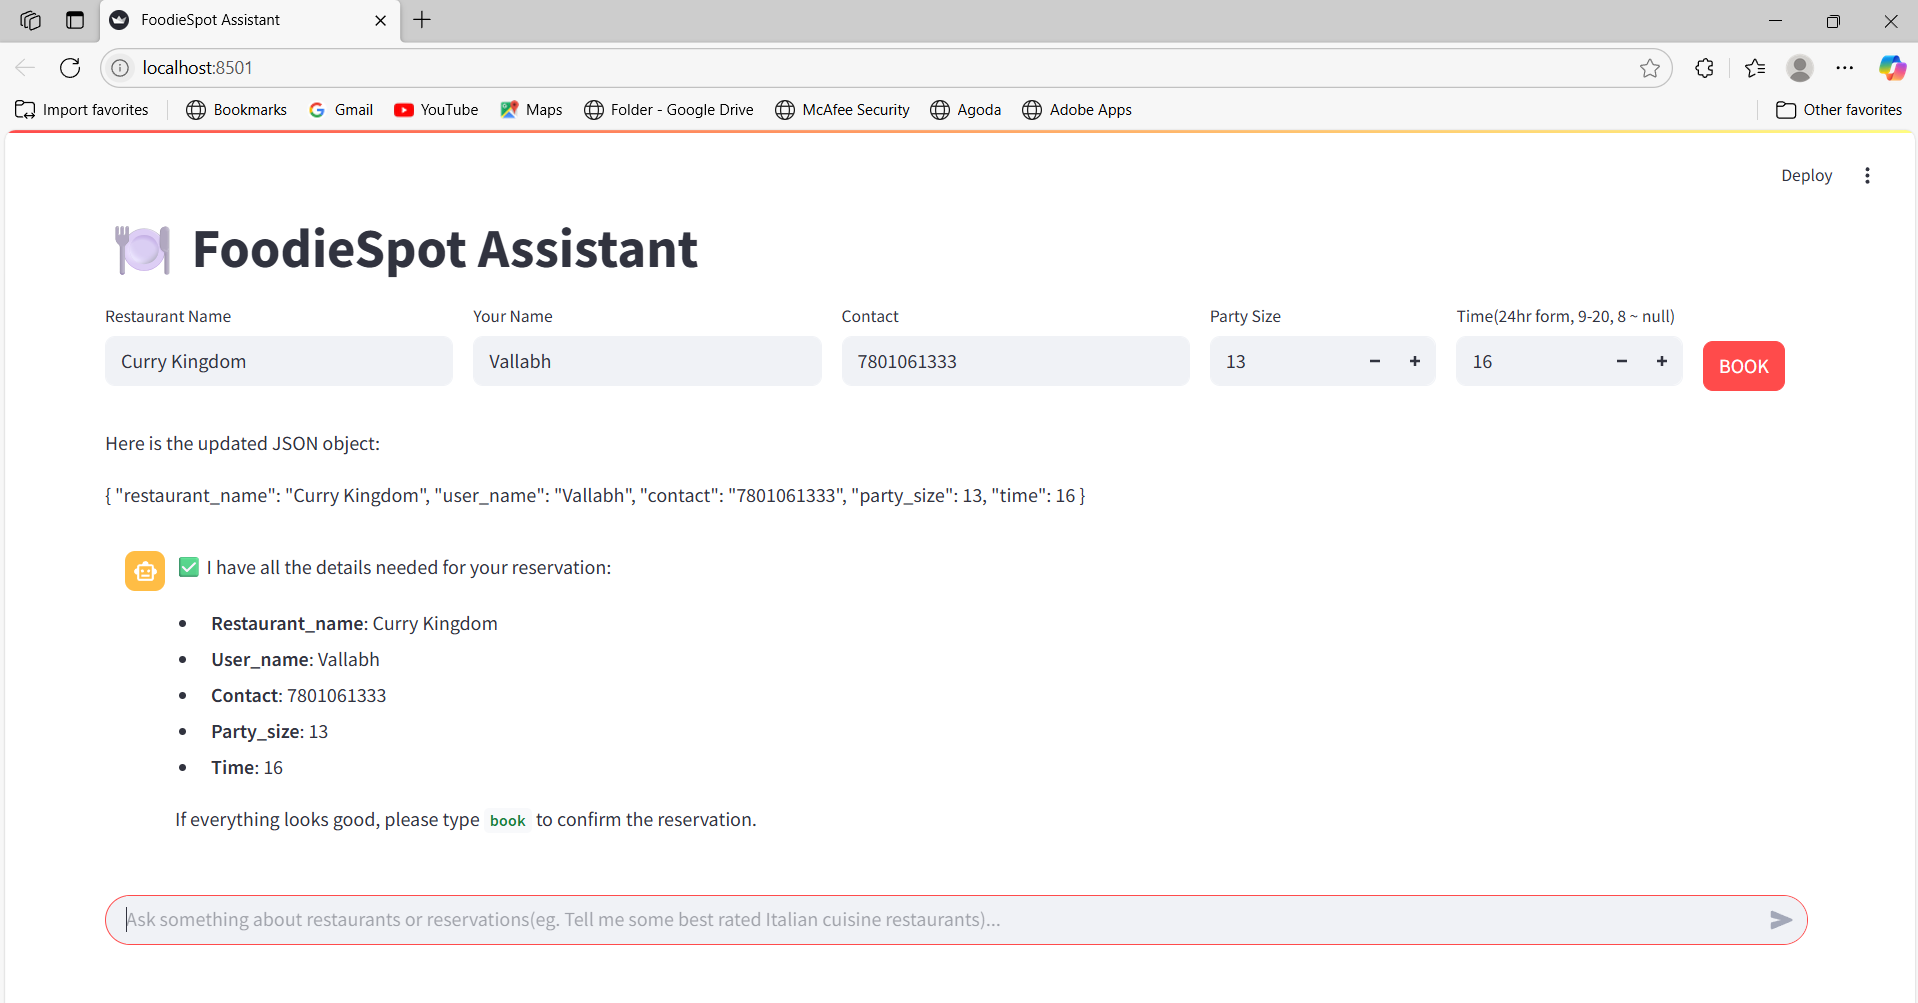 FoodieSpot Assistant
localhost:8501
Import favorites Bookmarks Gmail YouTube Maps Folder - Google Drive McAfee Security Agoda Adobe Apps Other favorites
Deploy
FoodieSpot Assistant
Restaurant Name Your Name Contact Party Size Time(24hr form, 9-20, 8 ~ null)
Curry Kingdom Vallabh 7801061333 13 - + 16 - + BOOK
Here is the updated JSON object:
{ "restaurant_name": "Curry Kingdom", "user_name": "Vallabh", "contact": "7801061333", "party_size": 13, "time": 16 }
✅ I have all the details needed for your reservation:
• Restaurant_name: Curry Kingdom
• User_name: Vallabh
• Contact: 7801061333
• Party_size: 13
• Time: 16
If everything looks good, please type book to confirm the reservation.
Ask something about restaurants or reservations(eg. Tell me some best rated Italian cuisine restaurants)...